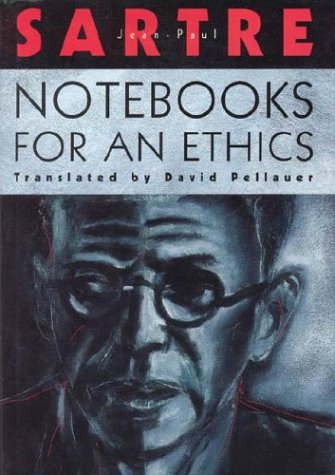 SARTRE
Jean-Paul
NOTEBOOKS
FOR AN ETHICS
Translated by David Pellauer